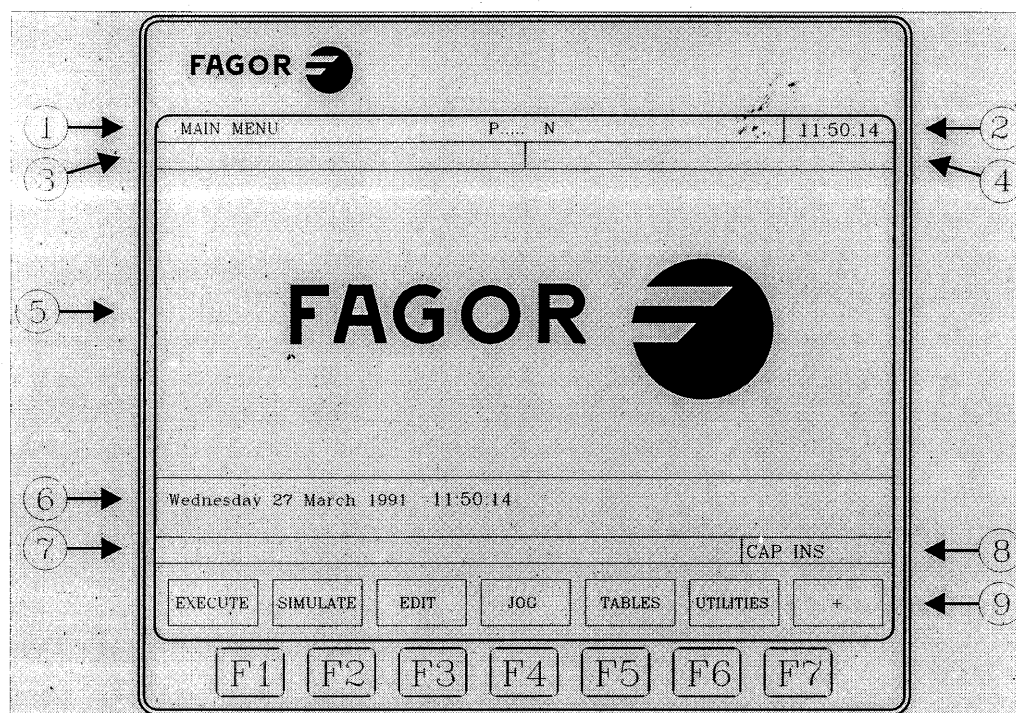 FAGOR
1 MAIN MENU P..... N 11:50:14 2
3 4
5 FAGOR
6 Wednesday 27 March 1991 11:50:14
7 CAP INS 8
EXECUTE SIMULATE EDIT JOG TABLES UTILITIES + 9
F1 F2 F3 F4 F5 F6 F7